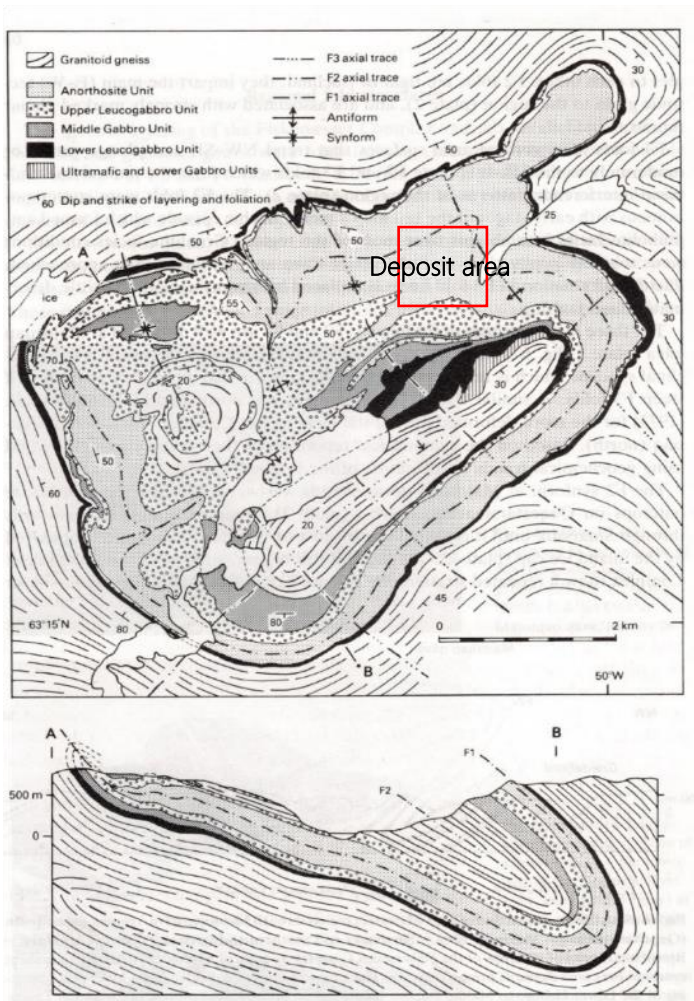 Granitoid gneiss
Anorthosite Unit
Upper Leucogabbro Unit
Middle Gabbro Unit
Lower Leucogabbro Unit
Ultramafic and Lower Gabbro Units
60 Dip and strike of layering and foliation
F3 axial trace
F2 axial trace
F1 axial trace
Antiform
Synform
50
30
60
50
50
25
A
Deposit area
ice
55
50
30
70
20
30
50
60
20
45
63°15'N
80
80
0 2 km
B
50°W
A
B
F1
F2
500 m
0